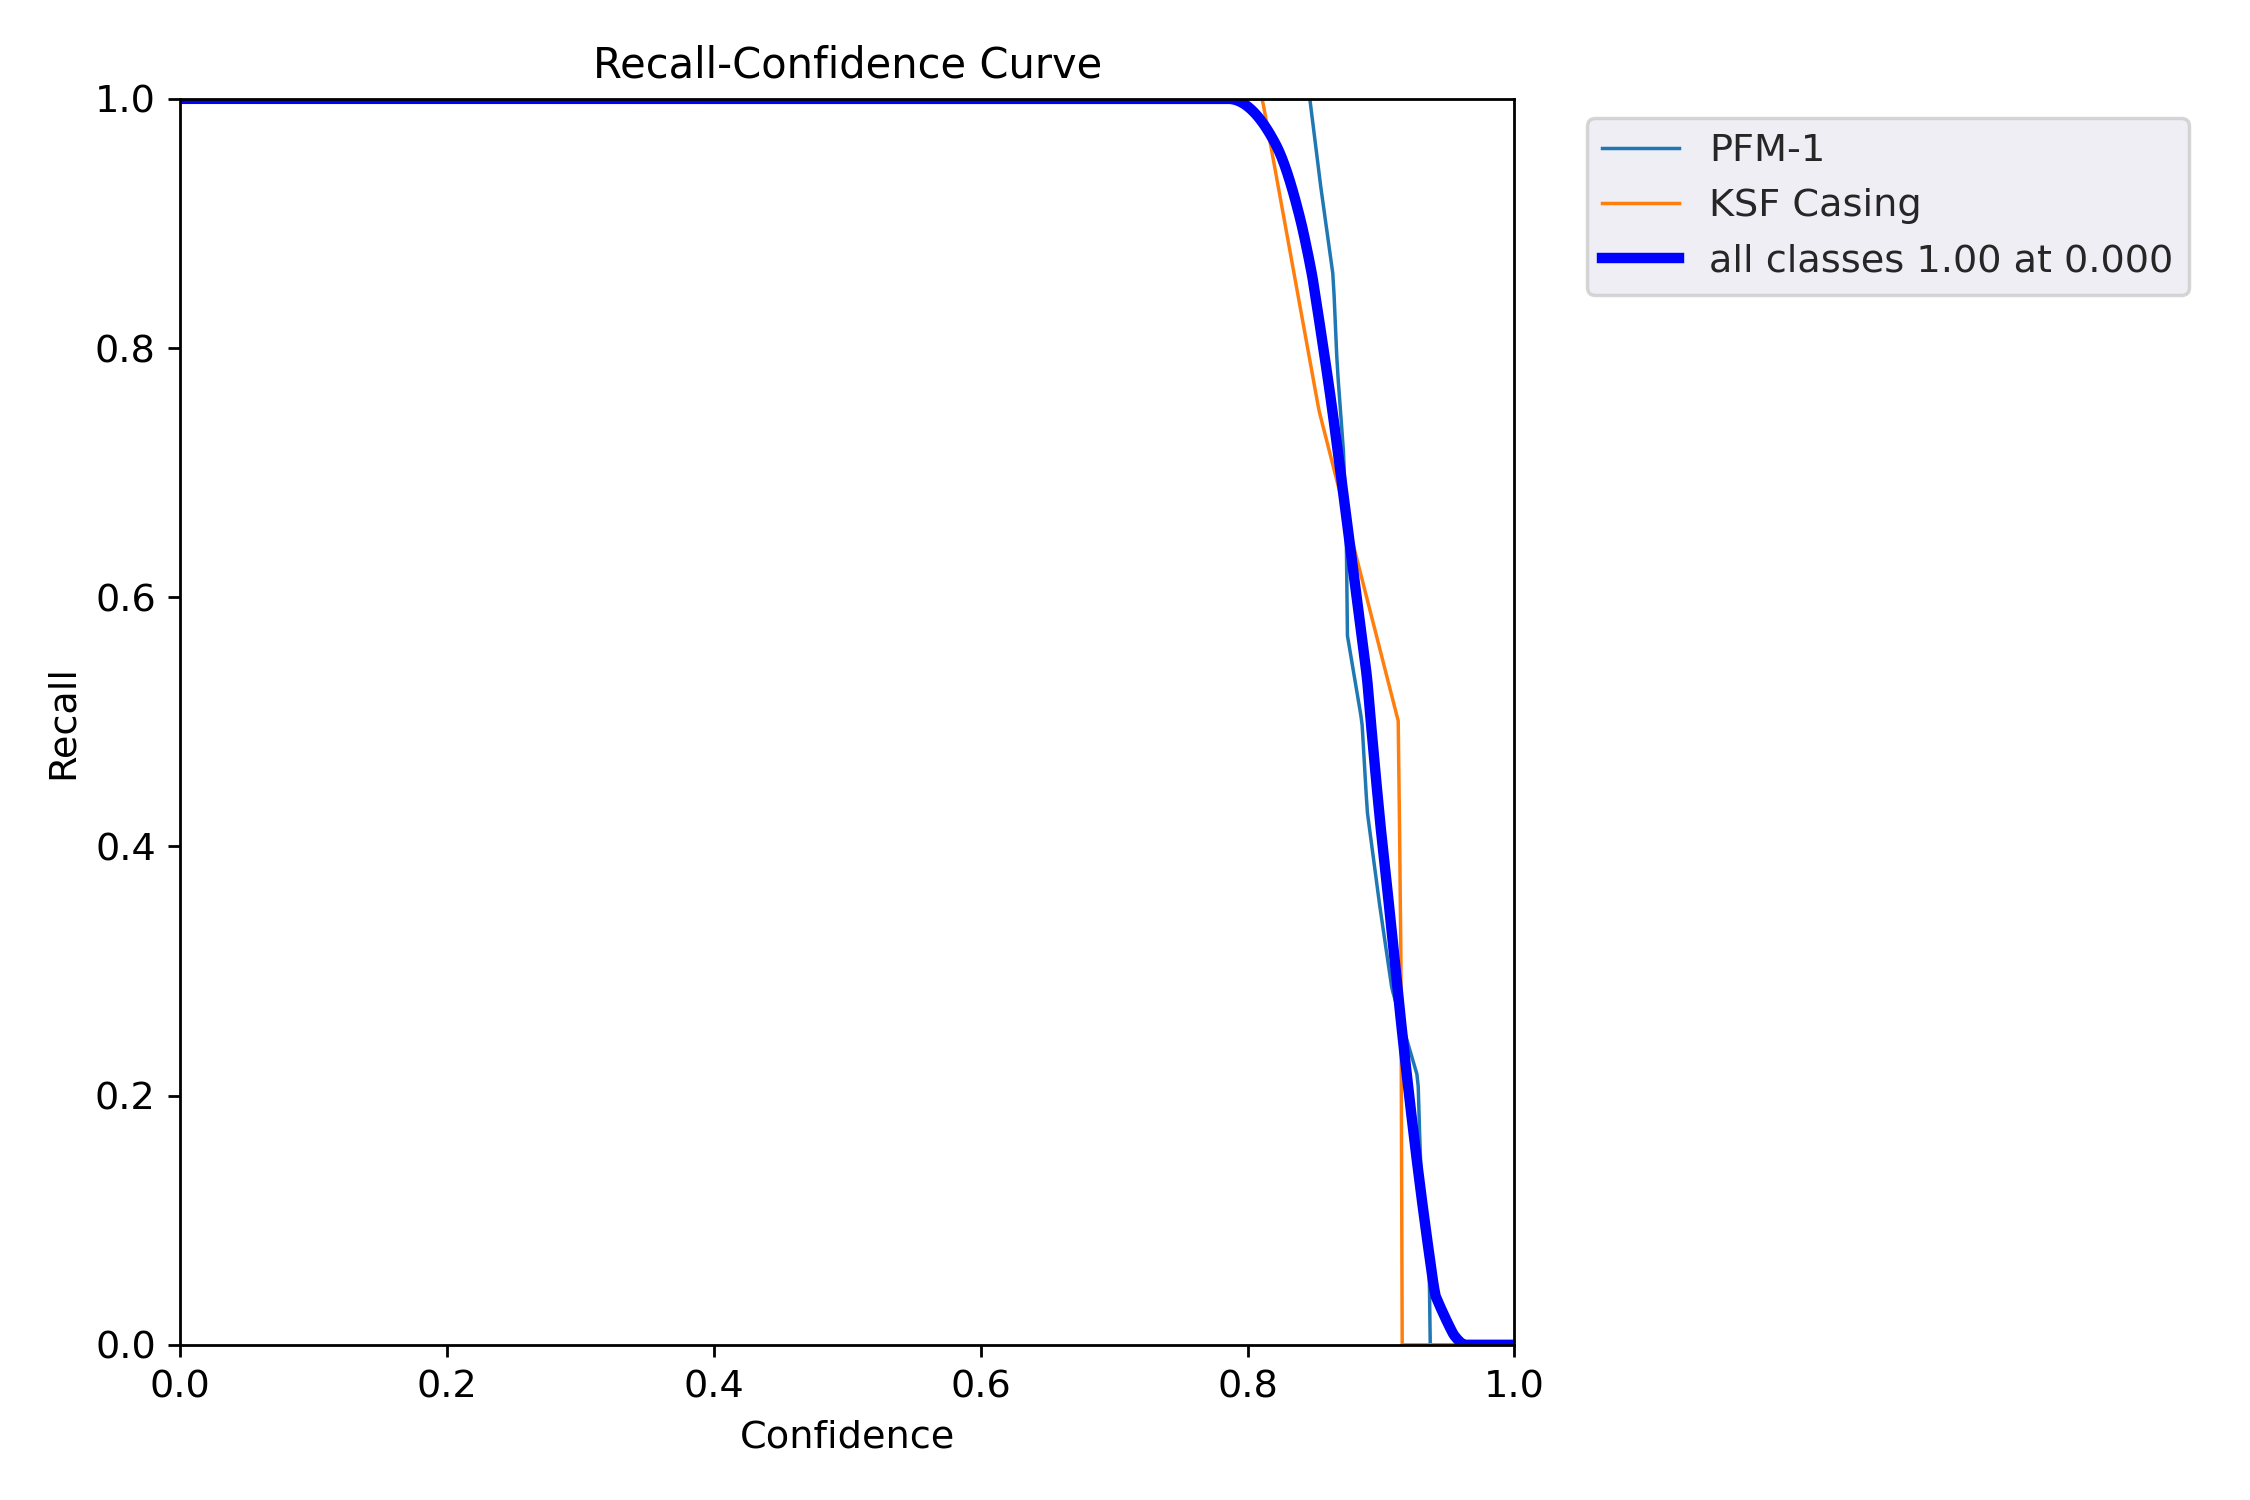 Recall-Confidence Curve
1.0
0.8
0.6
0.4
0.2
0.0
Recall
0.0 0.2 0.4 0.6 0.8 1.0
Confidence
PFM-1
KSF Casing
all classes 1.00 at 0.000